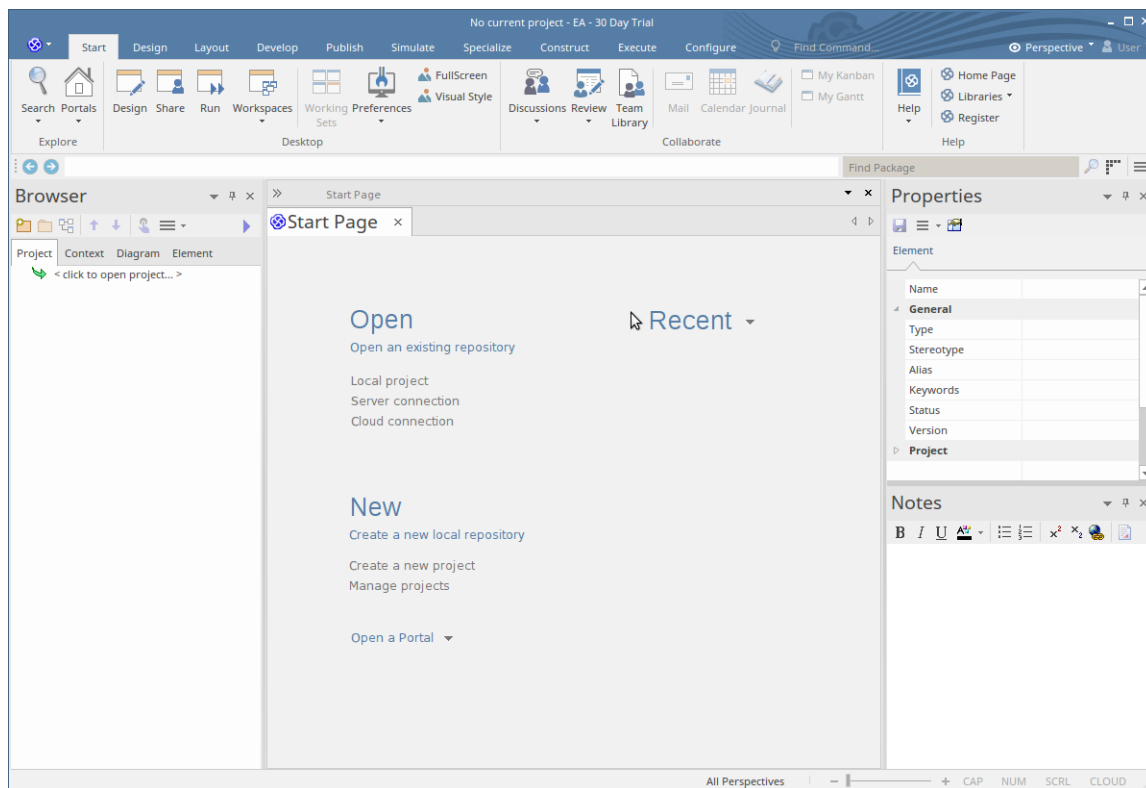 No current project - EA - 30 Day Trial
Start Design Layout Develop Publish Simulate Specialize Construct Execute Configure Find Command... Perspective User
Search Portals Design Share Run Workspaces Working Sets Preferences FullScreen Visual Style Discussions Review Team Library Mail Calendar Journal My Kanban My Gantt Help Home Page Libraries Register
Explore Desktop Collaborate Help
Find Package
Browser
Project Context Diagram Element
< click to open project... >
Start Page
Start Page
Open
Open an existing repository
Local project
Server connection
Cloud connection
Recent
New
Create a new local repository
Create a new project
Manage projects
Open a Portal
Properties
Element
Name
General
Type
Stereotype
Alias
Keywords
Status
Version
Project
Notes
B I U x² x₂
All Perspectives CAP NUM SCRL CLOUD